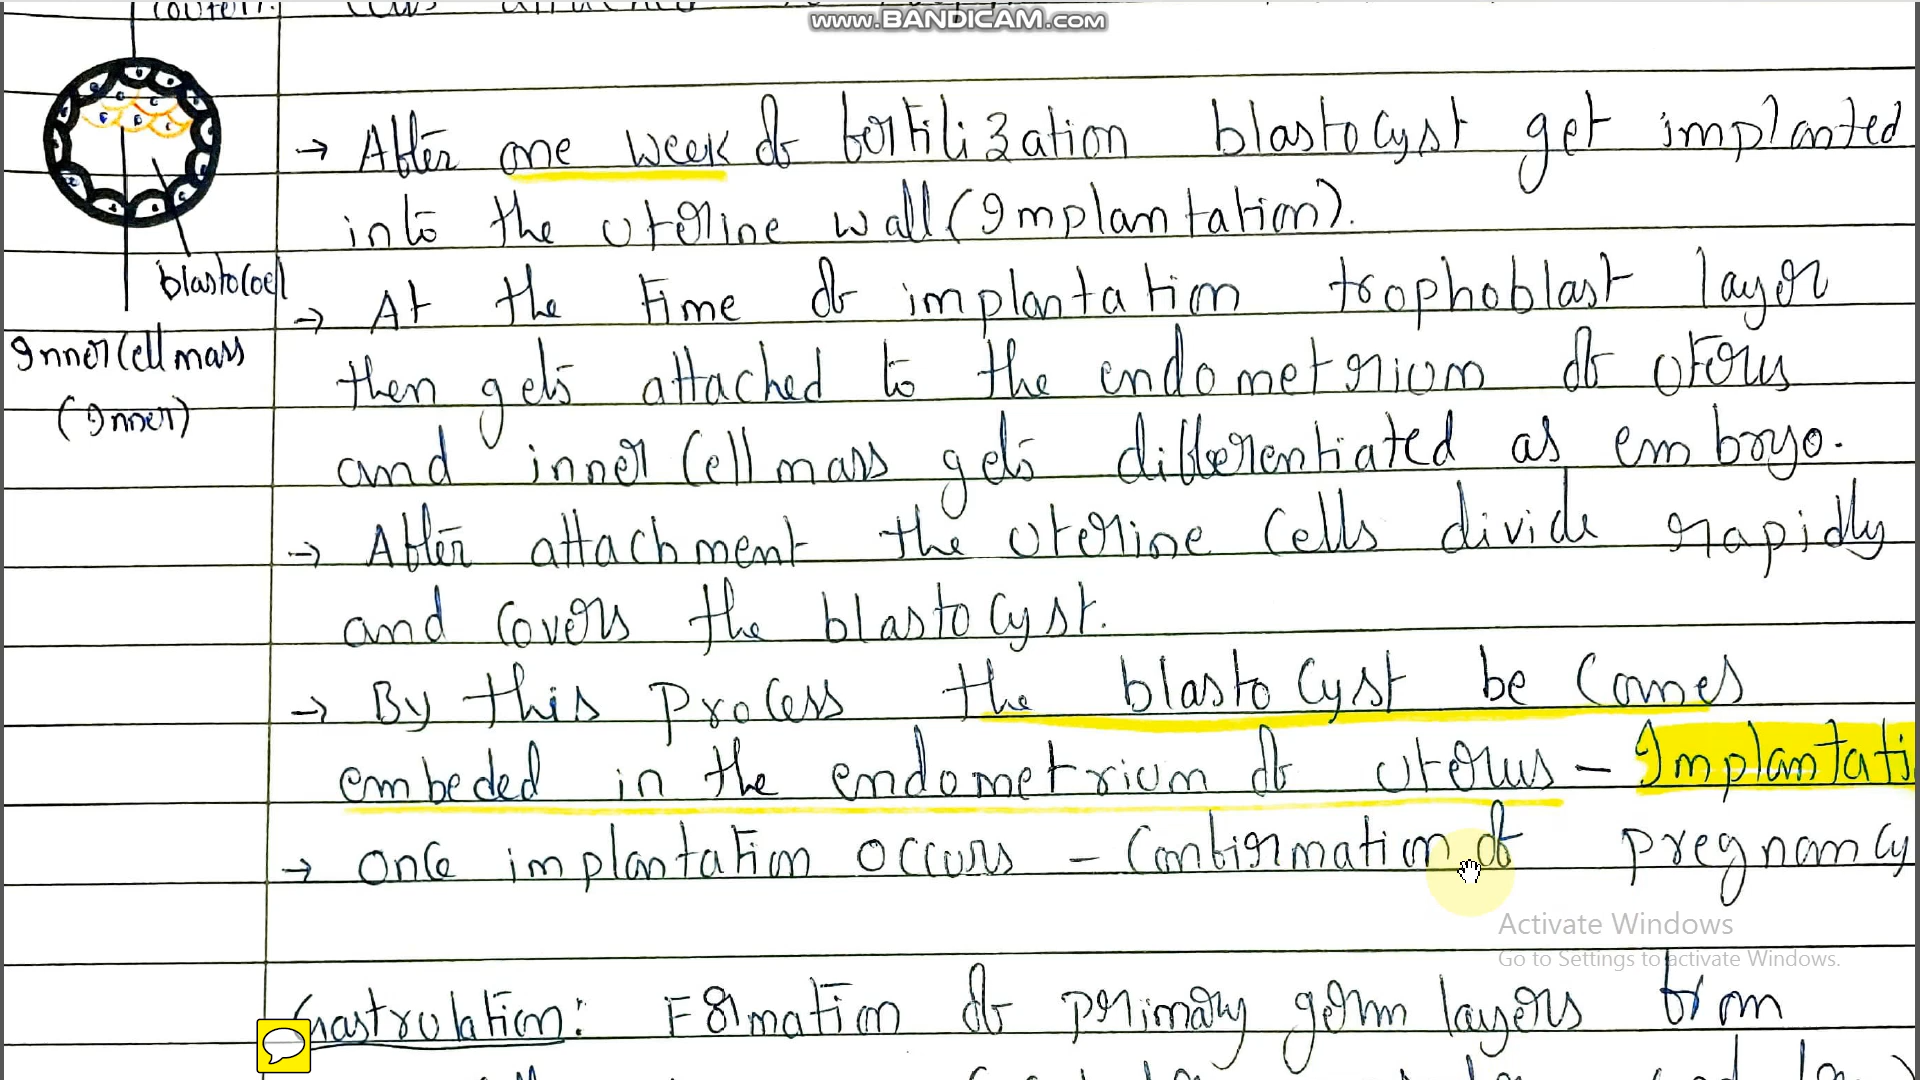 www.BANDICAM.com
→ After one week of fertilization blastocyst get implanted
into the uterine wall (Implantation).
blastocoel
→ At the time of implantation trophoblast layer
Inner cell mass
(Inner)
then gets attached to the endometrium of uterus
and inner cell mass gets differentiated as embryo.
→ After attachment the uterine cells divide rapidly
and covers the blastocyst.
→ By this process the blastocyst be comes
embeded in the endometrium of uterus - Implantati
→ once implantation occurs - Confirmation of pregnancy
Activate Windows
Go to Settings to activate Windows.
Gastrulation: Formation of primary germ layers from